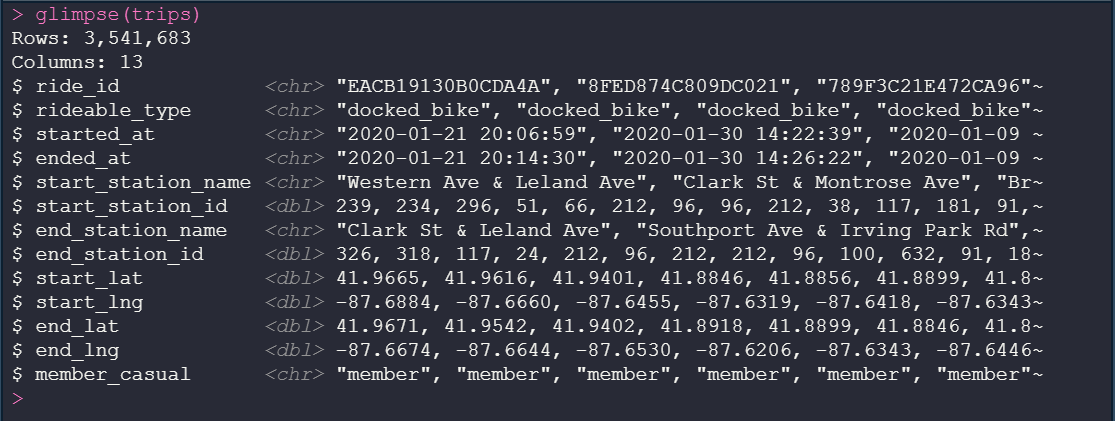 > glimpse(trips)
Rows: 3,541,683
Columns: 13
$ ride_id            <chr> "EACB19130B0CDA4A", "8FED874C809DC021", "789F3C21E472CA96"~
$ rideable_type      <chr> "docked_bike", "docked_bike", "docked_bike", "docked_bike"~
$ started_at         <chr> "2020-01-21 20:06:59", "2020-01-30 14:22:39", "2020-01-09 ~
$ ended_at           <chr> "2020-01-21 20:14:30", "2020-01-30 14:26:22", "2020-01-09 ~
$ start_station_name <chr> "Western Ave & Leland Ave", "Clark St & Montrose Ave", "Br~
$ start_station_id   <dbl> 239, 234, 296, 51, 66, 212, 96, 96, 212, 38, 117, 181, 91,~
$ end_station_name   <chr> "Clark St & Leland Ave", "Southport Ave & Irving Park Rd",~
$ end_station_id     <dbl> 326, 318, 117, 24, 212, 96, 212, 212, 96, 100, 632, 91, 18~
$ start_lat          <dbl> 41.9665, 41.9616, 41.9401, 41.8846, 41.8856, 41.8899, 41.8~
$ start_lng          <dbl> -87.6884, -87.6660, -87.6455, -87.6319, -87.6418, -87.6343~
$ end_lat            <dbl> 41.9671, 41.9542, 41.9402, 41.8918, 41.8899, 41.8846, 41.8~
$ end_lng            <dbl> -87.6674, -87.6644, -87.6530, -87.6206, -87.6343, -87.6446~
$ member_casual      <chr> "member", "member", "member", "member", "member", "member"~
>